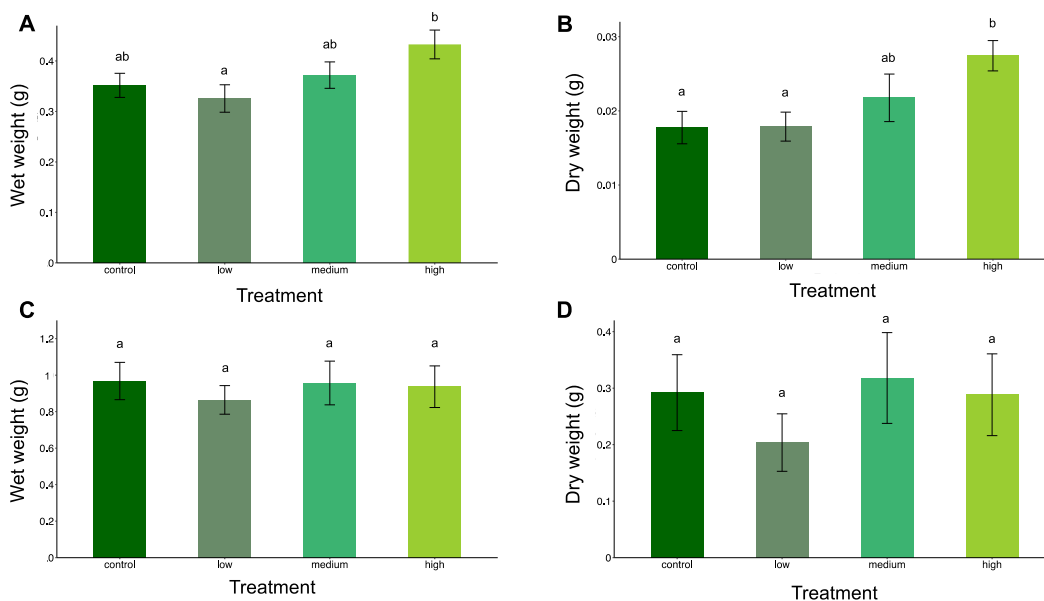 A
Wet weight (g)
0.4
0.3
0.2
0.1
0
ab
a
ab
b
control
low
medium
high
Treatment
B
Dry weight (g)
0.03
0.02
0.01
0
a
a
ab
b
control
low
medium
high
Treatment
C
Wet weight (g)
1.2
1
0.8
0.6
0.4
0.2
0
a
a
a
a
control
low
medium
high
Treatment
D
Dry weight (g)
0.4
0.3
0.2
0.1
0
a
a
a
a
control
low
medium
high
Treatment